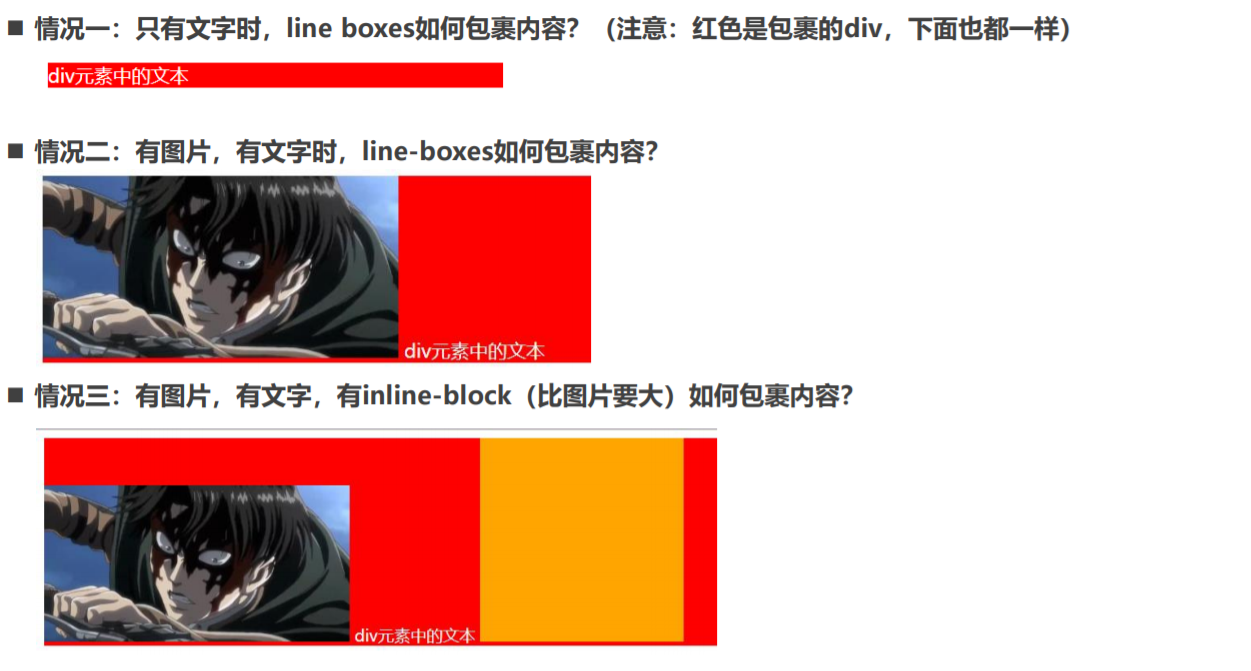 情况一：只有文字时，line boxes如何包裹内容？（注意：红色是包裹的div，下面也都一样）
div元素中的文本
情况二：有图片，有文字时，line-boxes如何包裹内容？
div元素中的文本
情况三：有图片，有文字，有inline-block（比图片要大）如何包裹内容？
div元素中的文本